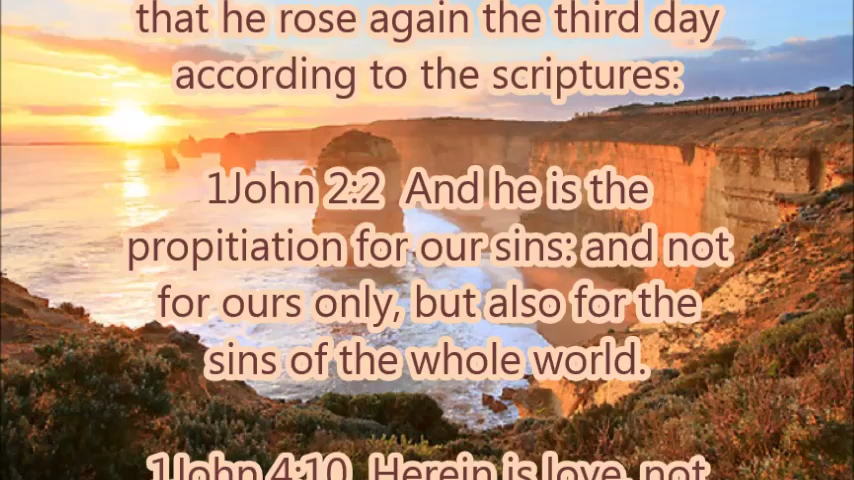 that he rose again the third day
according to the scriptures:
1John 2:2 And he is the
propitiation for our sins: and not
for ours only, but also for the
sins of the whole world.
1John 4:10 Herein is love, not